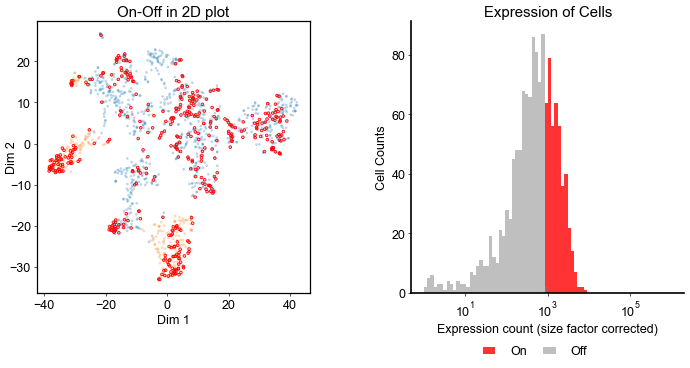 On-Off in 2D plot
20
10
0
−10
−20
−30
Dim 2
−40
−20
0
20
40
Dim 1
Expression of Cells
80
60
40
20
0
Cell Counts
10^1
10^3
10^5
Expression count (size factor corrected)
On
Off